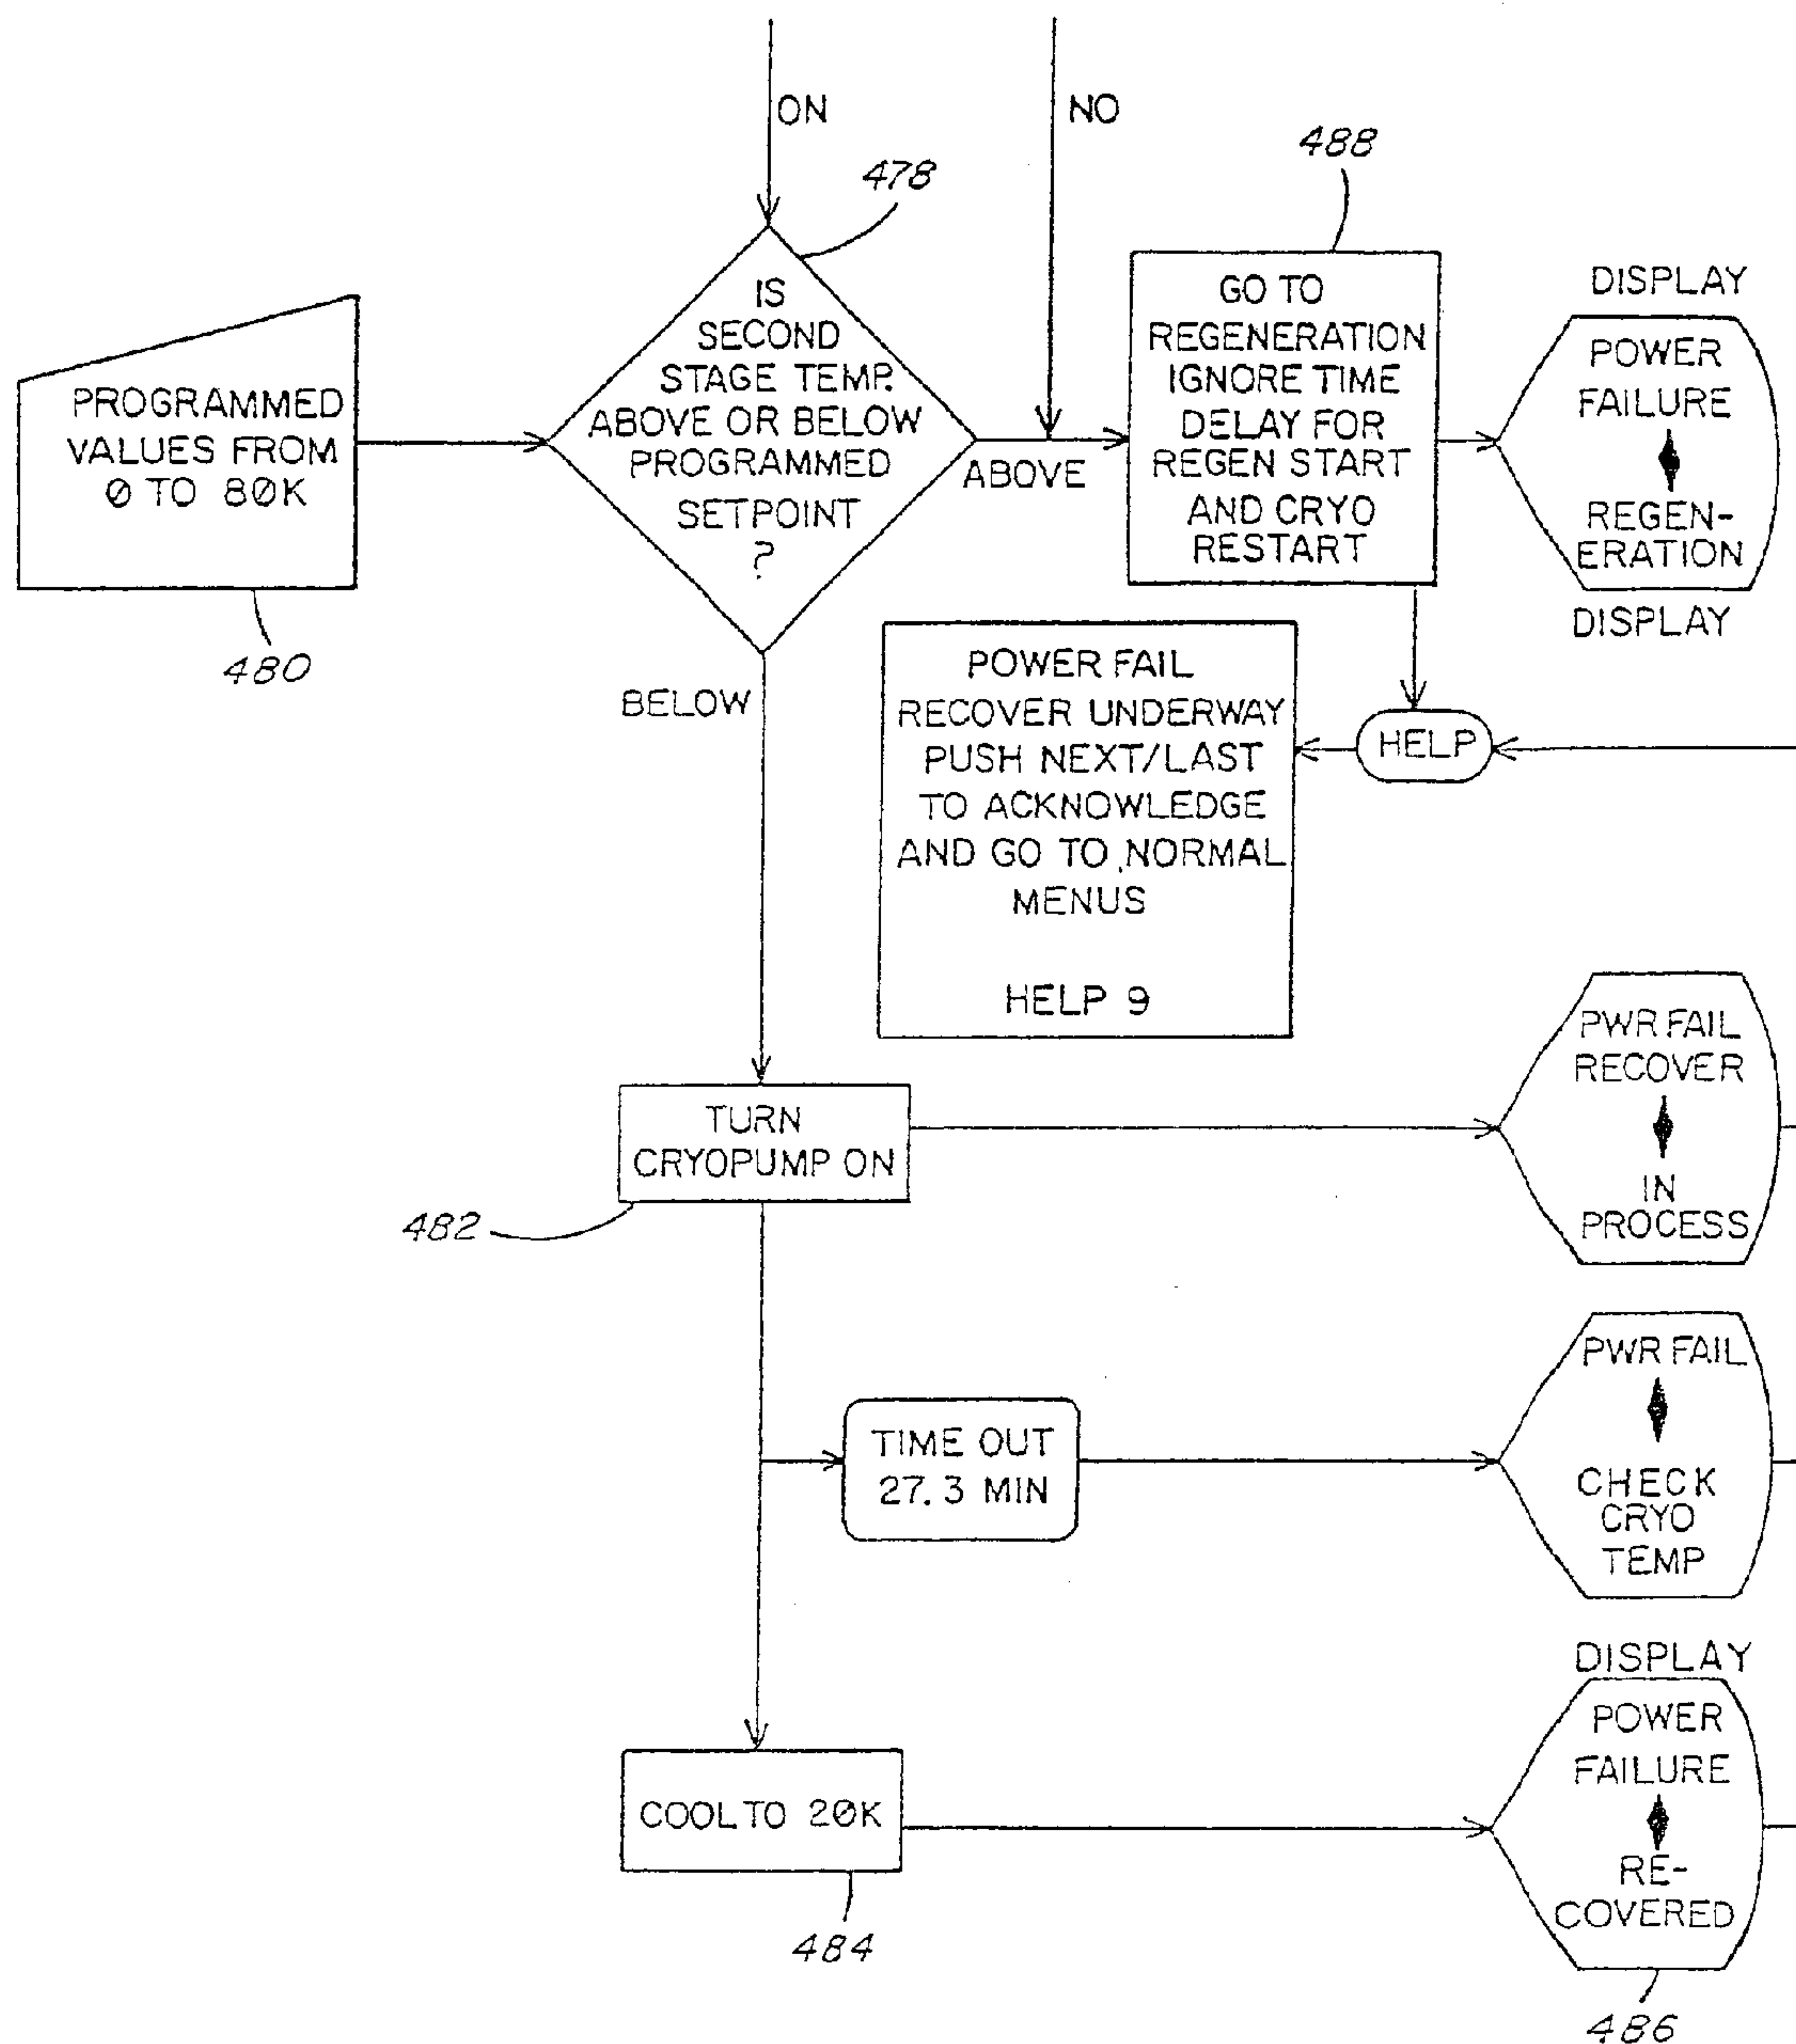 ON
NO
478
488
IS
SECOND
STAGE TEMP.
ABOVE OR BELOW
PROGRAMMED
SETPOINT
?
PROGRAMMED
VALUES FROM
0 TO 80K
480
ABOVE
BELOW
GO TO
REGENERATION
IGNORE TIME
DELAY FOR
REGEN START
AND CRYO
RESTART
DISPLAY
POWER
FAILURE
REGEN-
ERATION
DISPLAY
POWER FAIL
RECOVER UNDERWAY
PUSH NEXT/LAST
TO ACKNOWLEDGE
AND GO TO NORMAL
MENUS
HELP 9
HELP
TURN
CRYOPUMP ON
482
PWR FAIL
RECOVER
IN
PROCESS
TIME OUT
27.3 MIN
PWR FAIL
CHECK
CRYO
TEMP
COOL TO 20K
484
DISPLAY
POWER
FAILURE
RE-
COVERED
486